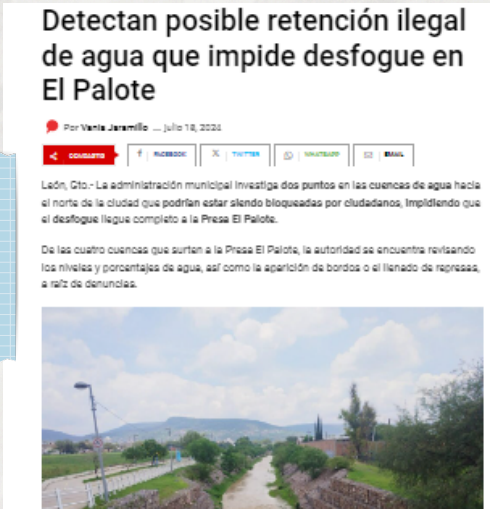 Detectan posible retención ilegal
de agua que impide desfogue en
El Palote
Por Vania Jaramillo ... julio 18, 2024
COMPARTE
FACEBOOK
TWITTER
WHATSAPP
EMAIL
León, Gto.- La administración municipal investiga dos puntos en las cuencas de agua hacia
el norte de la ciudad que podrían estar siendo bloqueadas por ciudadanos, impidiendo que
el desfogue llegue completo a la Presa El Palote.
De las cuatro cuencas que surten a la Presa El Palote, la autoridad se encuentra revisando
los niveles y porcentajes de agua, así como la aparición de bordos o el llenado de represas,
a raíz de denuncias.